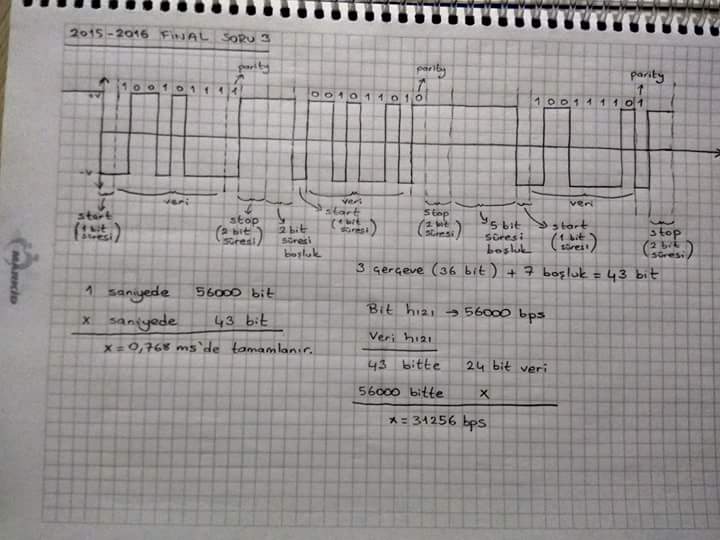 2015-2016 FİNAL SORU 3
parity
parity
parity
+V
1 0 0 1 0 1 1 1 1
0 0 1 0 1 1 0 1 0
1 0 0 1 1 1 1 0 1
-V
start (1 bit süresi)
veri
stop (2 bit süresi)
2 bit süresi boşluk
start (1 bit süresi)
veri
stop (2 bit süresi)
5 bit süresi boşluk
start (1 bit süresi)
veri
stop (2 bit süresi)
3 çerçeve (36 bit) + 7 boşluk = 43 bit
1 saniyede 56000 bit
x saniyede 43 bit
x = 0,768 ms'de tamamlanır.
Bit hızı → 56000 bps
Veri hızı
43 bitte 24 bit veri
56000 bitte x
x = 31256 bps